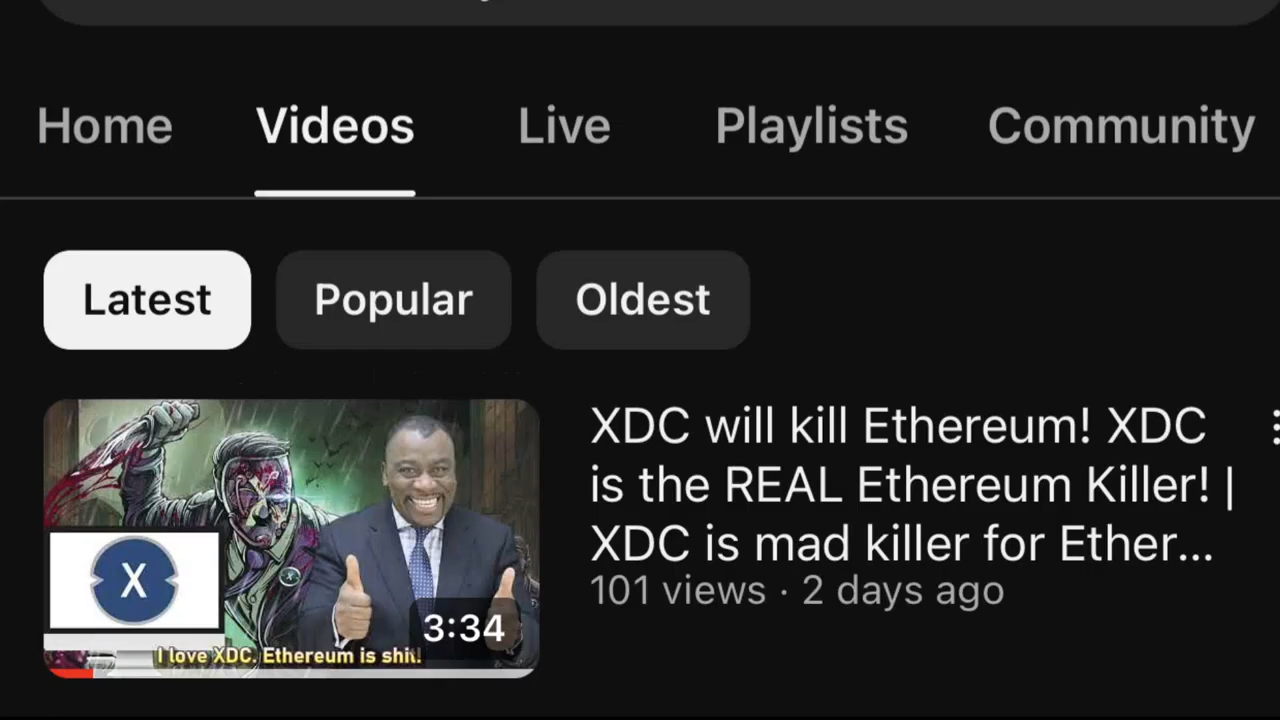 Home Videos Live Playlists Community
Latest Popular Oldest
XDC will kill Ethereum! XDC
is the REAL Ethereum Killer! |
XDC is mad killer for Ether...
101 views · 2 days ago
X
3:34
I love XDC. Ethereum is shit!